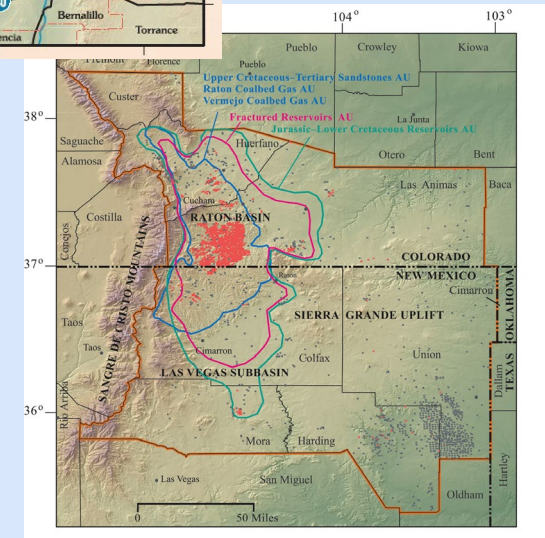 Bernalillo
Torrance
encia
104°
103°
Fremont
Florence
Pueblo
Pueblo
Crowley
Kiowa
Custer
Upper Cretaceous–Tertiary Sandstones AU
Raton Coalbed Gas AU
Vermejo Coalbed Gas AU
Fractured Reservoirs AU
Jurassic–Lower Cretaceous Reservoirs AU
38°
La Junta
Saguache
Huerfano
Alamosa
Otero
Bent
Las Animas
Baca
Cuchara
Costilla
RATON BASIN
Conejos
SANGRE DE CRISTO MOUNTAINS
37°
COLORADO
NEW MEXICO
Raton
Cimarron
OKLAHOMA
SIERRA GRANDE UPLIFT
Taos
Taos
Cimarron
Colfax
Union
TEXAS
Dallam
LAS VEGAS SUBBASIN
Rio Arriba
36°
Mora
Harding
Hartley
Las Vegas
San Miguel
Oldham
0
50 Miles